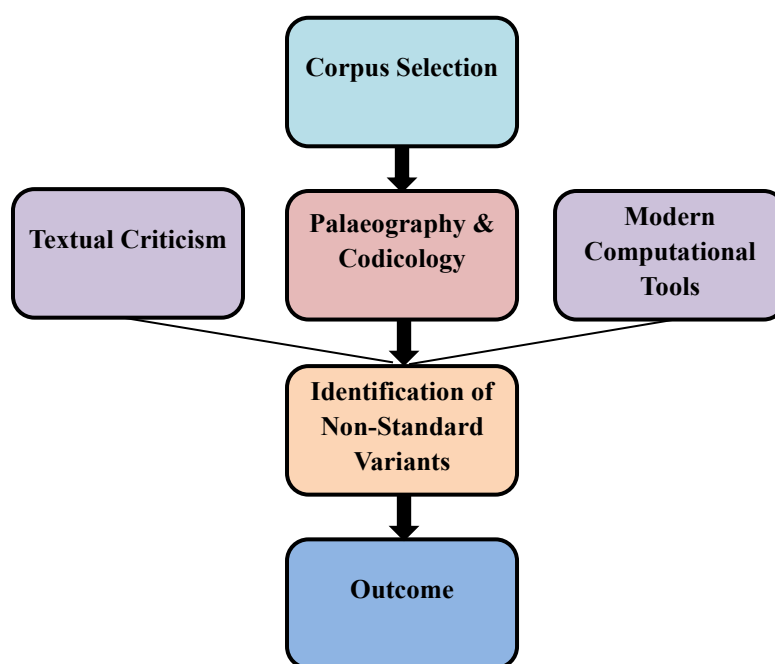 Corpus Selection
Textual Criticism
Palaeography &
Codicology
Modern
Computational
Tools
Identification of
Non-Standard
Variants
Outcome